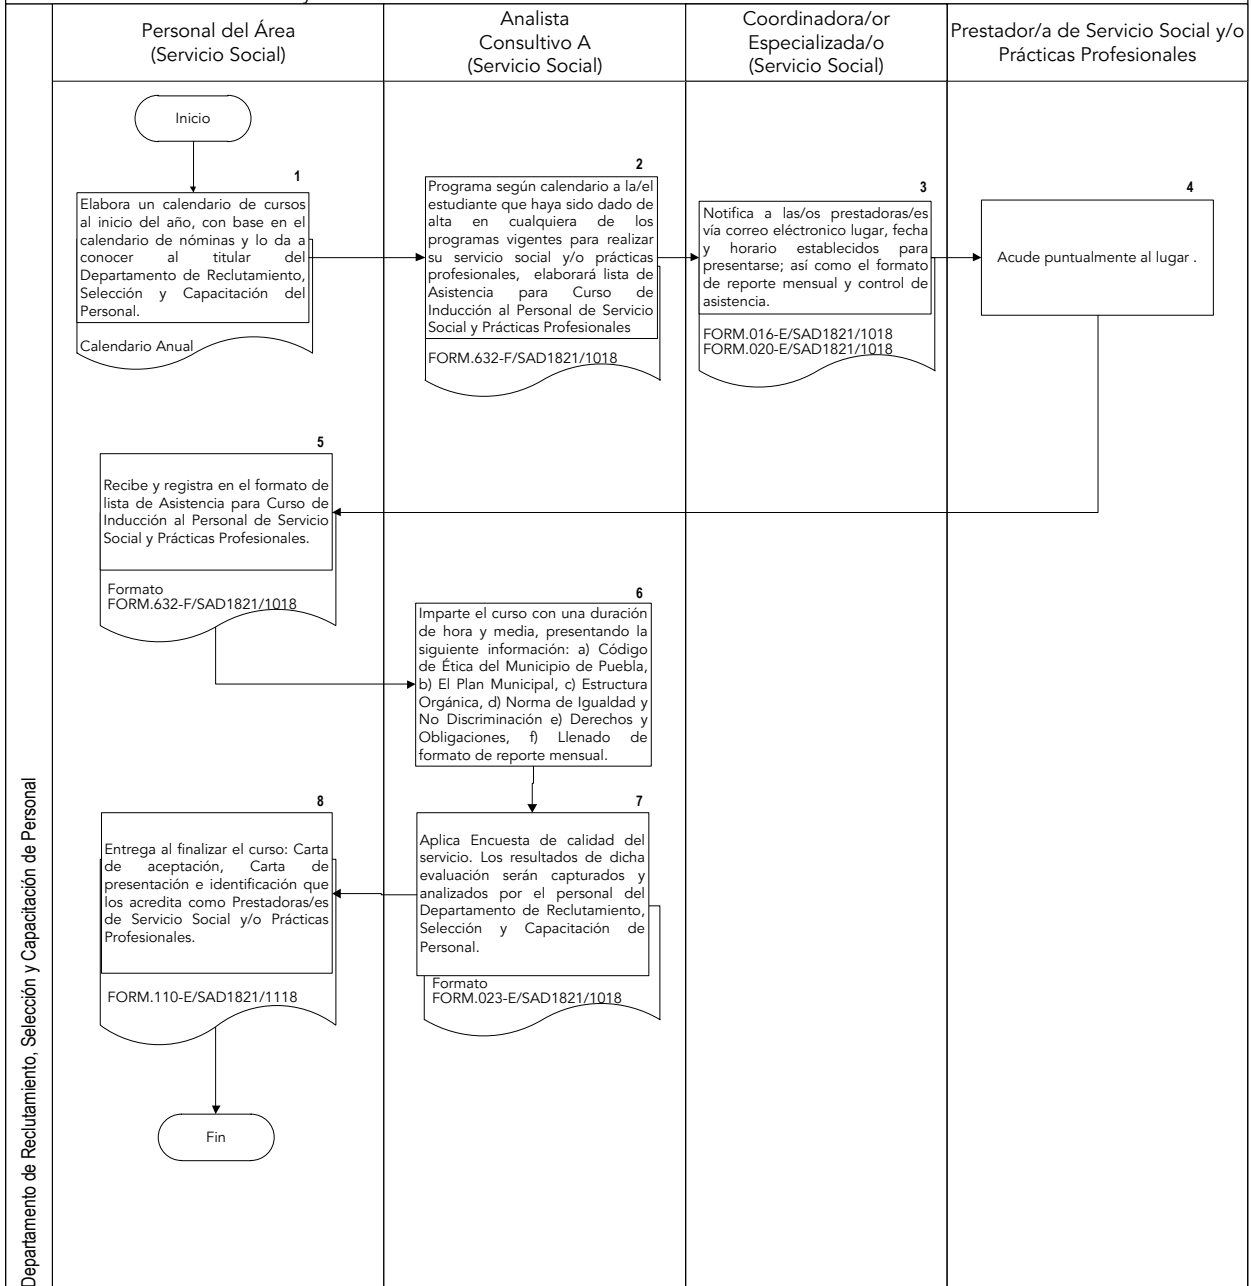 Personal del Área
(Servicio Social)
Analista
Consultivo A
(Servicio Social)
Coordinadora/or
Especializada/o
(Servicio Social)
Prestador/a de Servicio Social y/o
Prácticas Profesionales
Inicio
1
Elabora un calendario de cursos
al inicio del año, con base en el
calendario de nóminas y lo da a
conocer al titular del
Departamento de Reclutamiento,
Selección y Capacitación del
Personal.
Calendario Anual
2
Programa según calendario a la/el
estudiante que haya sido dado de
alta en cualquiera de los
programas vigentes para realizar
su servicio social y/o prácticas
profesionales, elaborará lista de
Asistencia para Curso de
Inducción al Personal de Servicio
Social y Prácticas Profesionales
FORM.632-F/SAD1821/1018
3
Notifica a las/os prestadoras/es
vía correo eléctronico lugar, fecha
y horario establecidos para
presentarse; así como el formato
de reporte mensual y control de
asistencia.
FORM.016-E/SAD1821/1018
FORM.020-E/SAD1821/1018
4
Acude puntualmente al lugar .
5
Recibe y registra en el formato de
lista de Asistencia para Curso de
Inducción al Personal de Servicio
Social y Prácticas Profesionales.
Formato
FORM.632-F/SAD1821/1018
6
Imparte el curso con una duración
de hora y media, presentando la
siguiente información: a) Código
de Ética del Municipio de Puebla,
b) El Plan Municipal, c) Estructura
Orgánica, d) Norma de Igualdad y
No Discriminación e) Derechos y
Obligaciones, f) Llenado de
formato de reporte mensual.
7
Aplica Encuesta de calidad del
servicio. Los resultados de dicha
evaluación serán capturados y
analizados por el personal del
Departamento de Reclutamiento,
Selección y Capacitación de
Personal.
Formato
FORM.023-E/SAD1821/1018
8
Entrega al finalizar el curso: Carta
de aceptación, Carta de
presentación e identificación que
los acredita como Prestadoras/es
de Servicio Social y/o Prácticas
Profesionales.
FORM.110-E/SAD1821/1118
Fin
Departamento de Reclutamiento, Selección y Capacitación de Personal